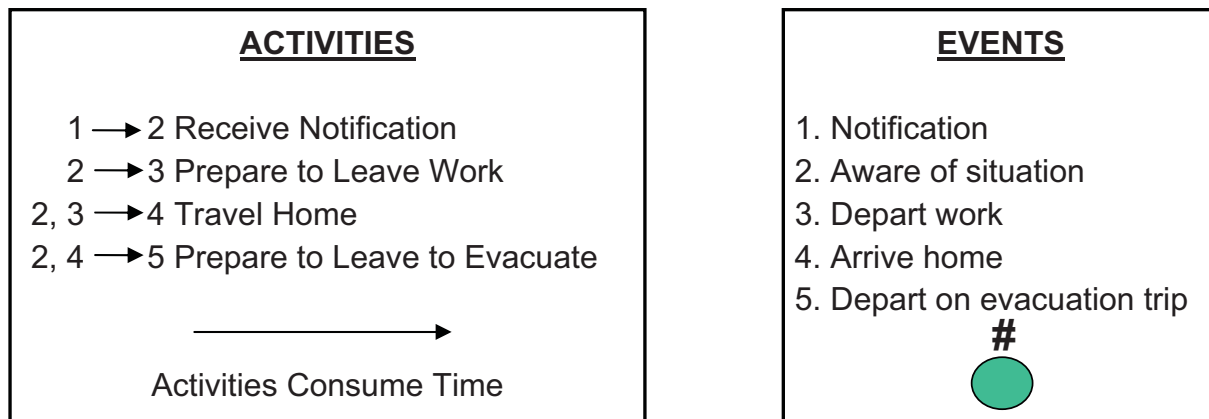 ACTIVITIES
1 → 2 Receive Notification
2 → 3 Prepare to Leave Work
2, 3 → 4 Travel Home
2, 4 → 5 Prepare to Leave to Evacuate
Activities Consume Time
EVENTS
1. Notification
2. Aware of situation
3. Depart work
4. Arrive home
5. Depart on evacuation trip
#